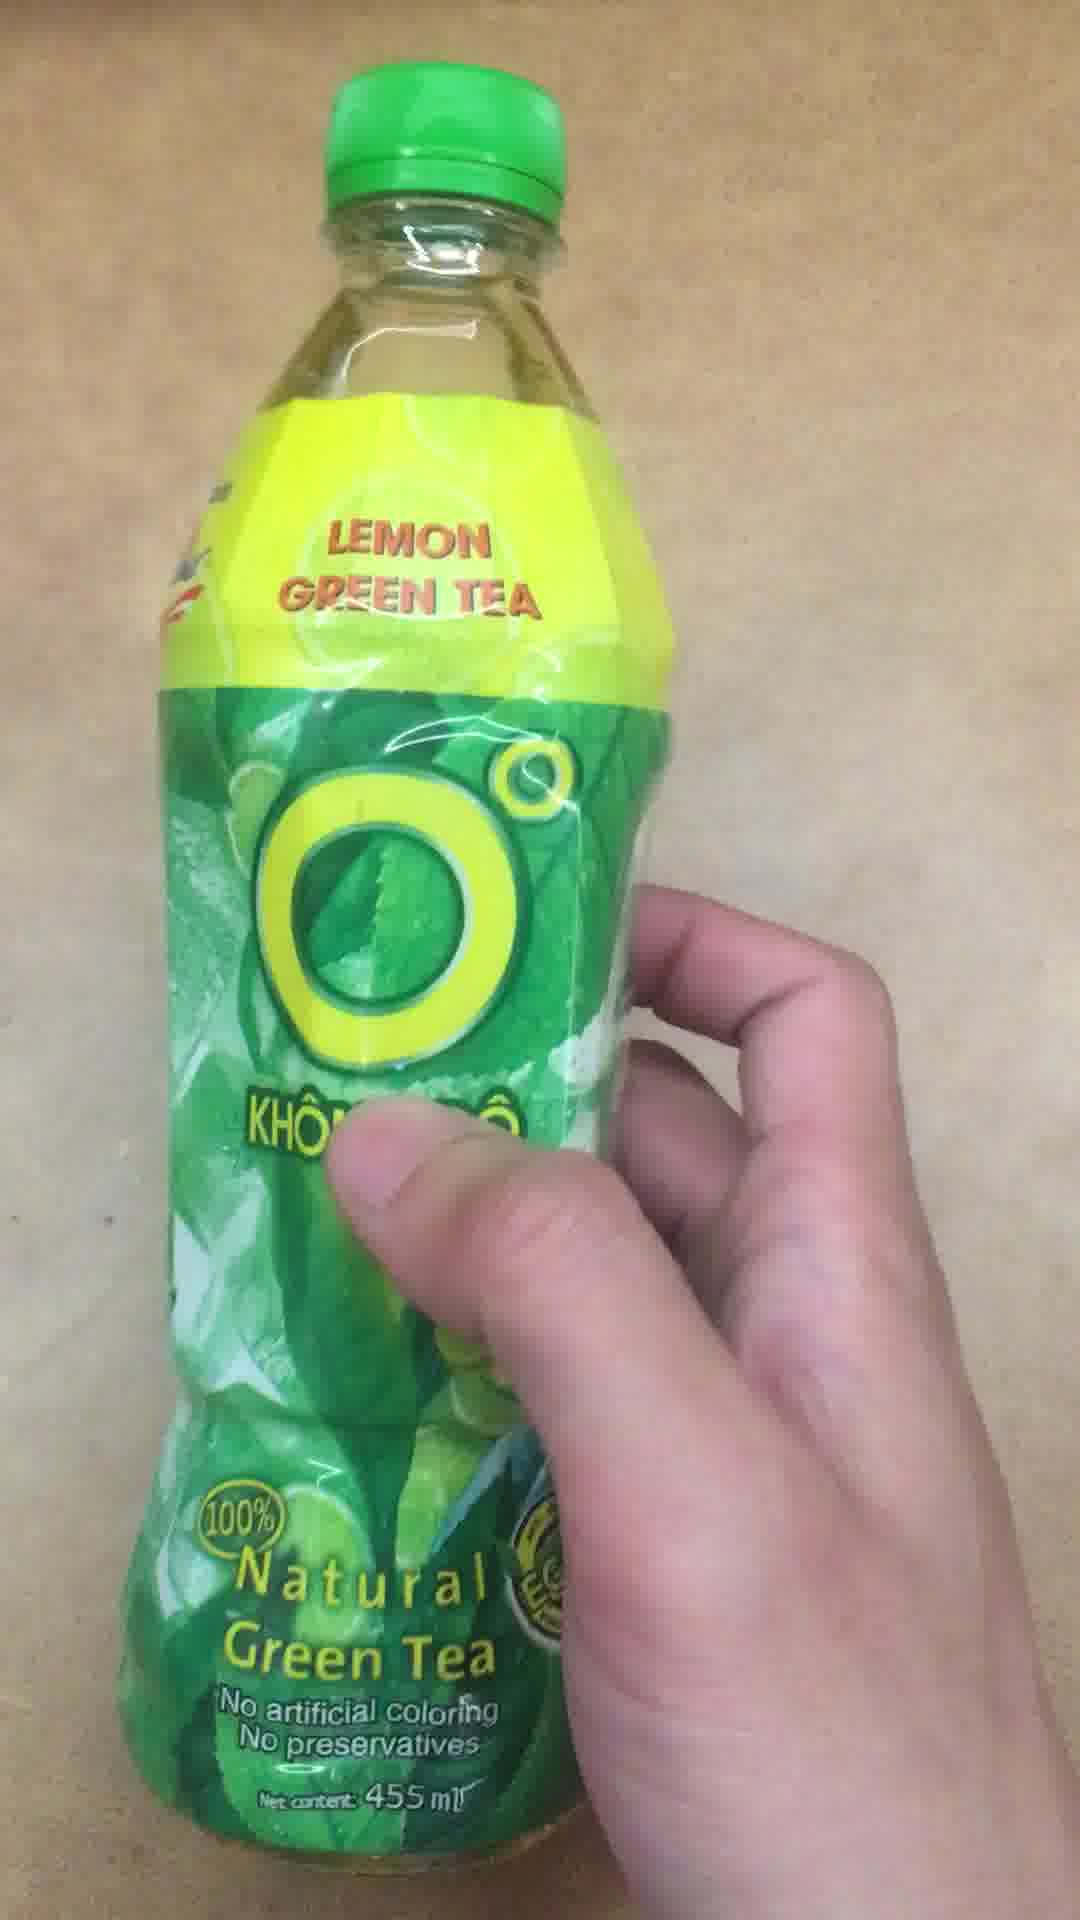 LEMON
GREEN TEA
O°
100%
Natural
Green Tea
No artificial coloring
No preservatives
Net content: 455 ml